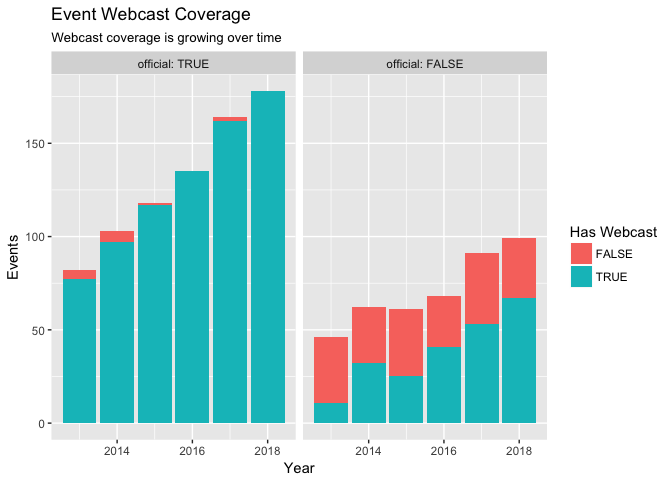 Event Webcast Coverage
Webcast coverage is growing over time
official: TRUE
official: FALSE
Events
150
100
50
0
2014
2016
2018
2014
2016
2018
Year
Has Webcast
FALSE
TRUE